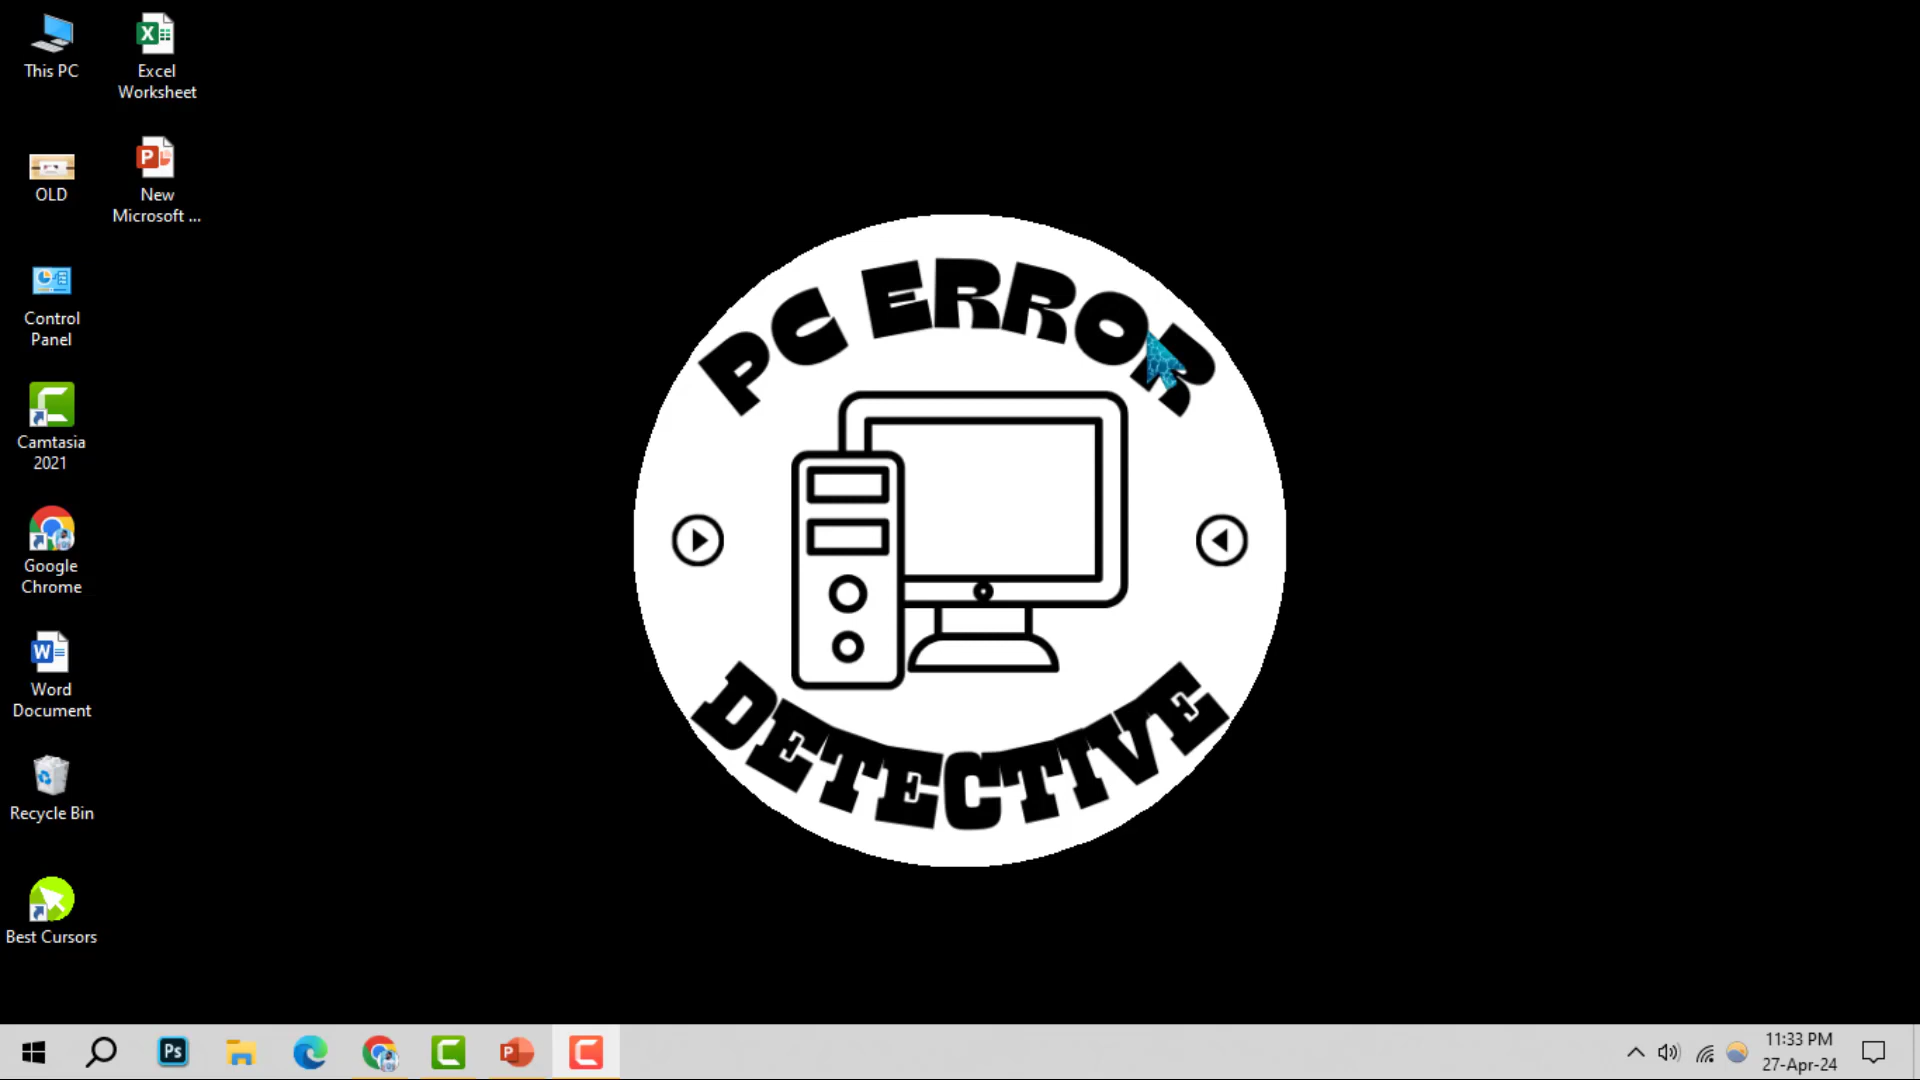 This PC
Excel
Worksheet
OLD
New
Microsoft ...
Control
Panel
Camtasia
2021
Google
Chrome
Word
Document
Recycle Bin
Best Cursors
PC ERROR
DETECTIVE
Ps
11:33 PM
27-Apr-24